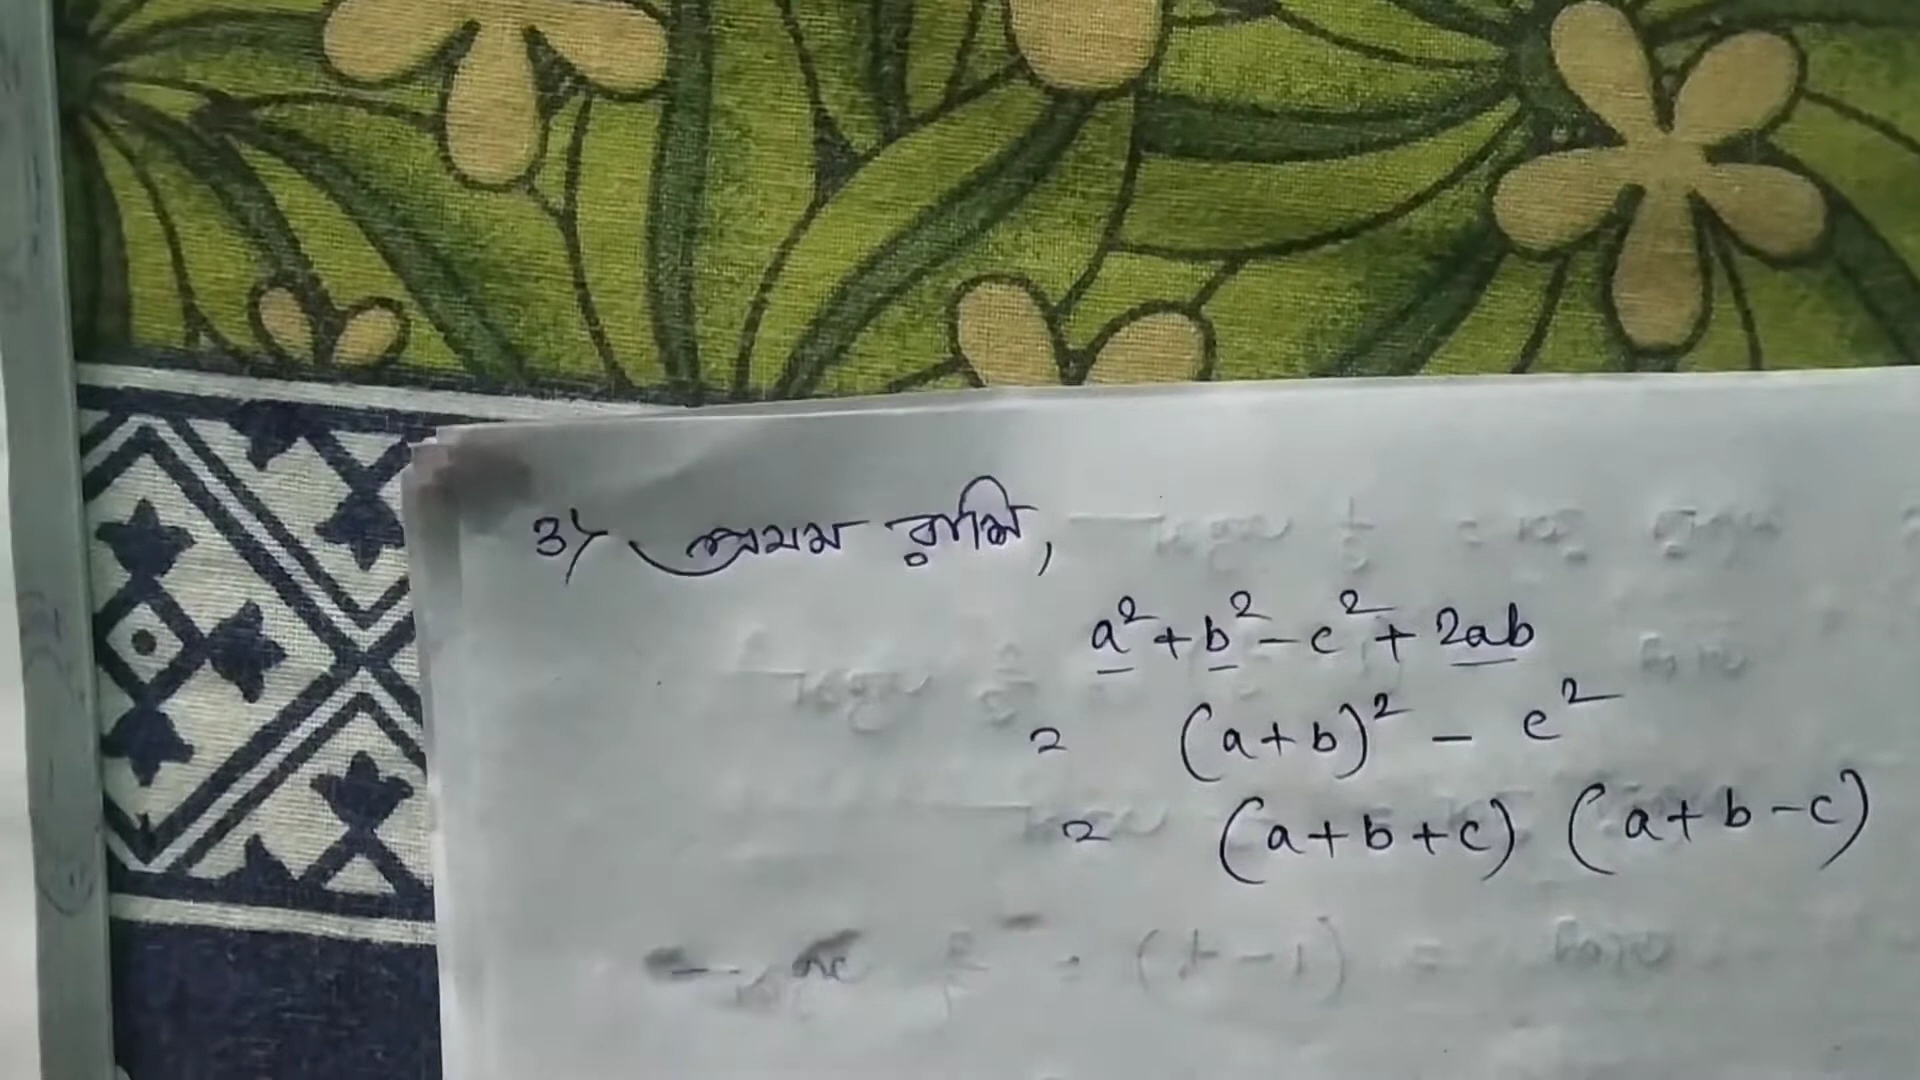 3) প্রথম রাশি,
a² + b² - c² + 2ab
= (a+b)² - c²
= (a+b+c) (a+b-c)